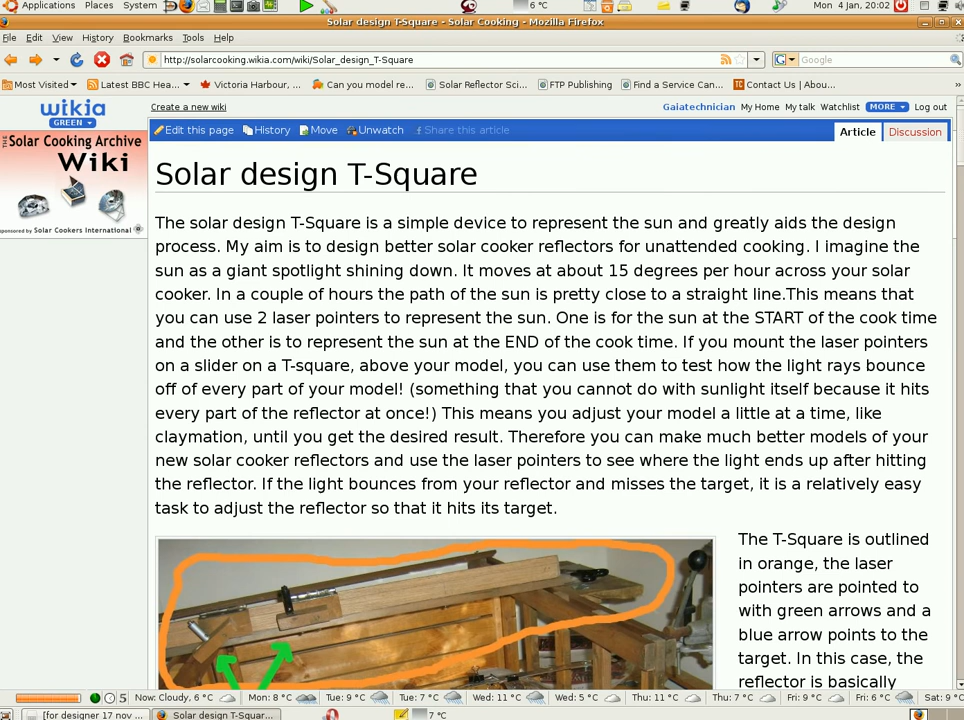 Applications Places System 6 °C Mon 4 Jan, 20:02
Solar design T-Square - Solar Cooking - Mozilla Firefox
File Edit View History Bookmarks Tools Help
http://solarcooking.wikia.com/wiki/Solar_design_T-Square Google
Most Visited Latest BBC Hea... Victoria Harbour, ... Can you model re... Solar Reflector Sci... FTP Publishing Find a Service Can... Contact Us | Abou... »
wikia
GREEN
THE Solar Cooking Archive
Wiki
sponsored by Solar Cookers International
Create a new wiki Gaiatechnician My Home My talk Watchlist MORE Log out
Edit this page History Move Unwatch Share this article Article Discussion
Solar design T-Square
The solar design T-Square is a simple device to represent the sun and greatly aids the design
process. My aim is to design better solar cooker reflectors for unattended cooking. I imagine the
sun as a giant spotlight shining down. It moves at about 15 degrees per hour across your solar
cooker. In a couple of hours the path of the sun is pretty close to a straight line.This means that
you can use 2 laser pointers to represent the sun. One is for the sun at the START of the cook time
and the other is to represent the sun at the END of the cook time. If you mount the laser pointers
on a slider on a T-square, above your model, you can use them to test how the light rays bounce
off of every part of your model! (something that you cannot do with sunlight itself because it hits
every part of the reflector at once!) This means you adjust your model a little at a time, like
claymation, until you get the desired result. Therefore you can make much better models of your
new solar cooker reflectors and use the laser pointers to see where the light ends up after hitting
the reflector. If the light bounces from your reflector and misses the target, it is a relatively easy
task to adjust the reflector so that it hits its target.
The T-Square is outlined
in orange, the laser
pointers are pointed to
with green arrows and a
blue arrow points to the
target. In this case, the
reflector is basically
5 Now: Cloudy, 6 °C Mon: 8 °C Tue: 9 °C Tue: 7 °C Wed: 11 °C Wed: 5 °C Thu: 11 °C Thu: 7 °C Fri: 9 °C Fri: 6 °C Sat: 9 °C
[for designer 17 nov ... Solar design T-Squar... 7 °C